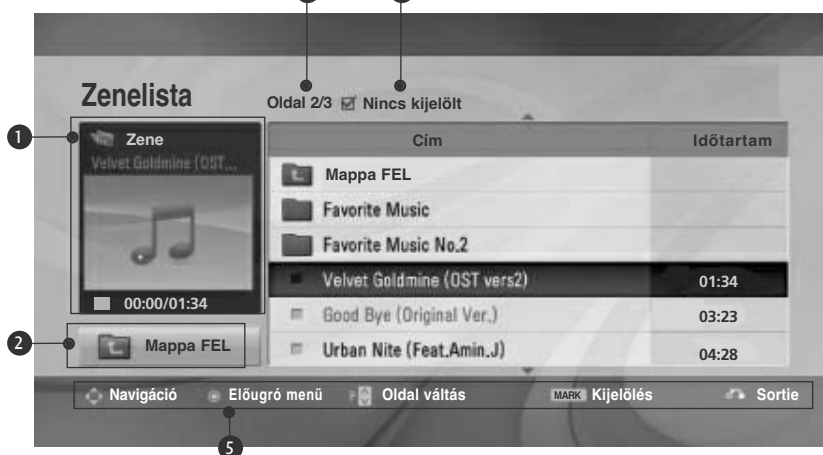 Zenelista
Oldal 2/3 Nincs kijelölt
1
Zene
Velvet Goldmine (OST...
00:00/01:34
2
Mappa FEL
Cím Időtartam
Mappa FEL
Favorite Music
Favorite Music No.2
Velvet Goldmine (OST vers2) 01:34
Good Bye (Original Ver.) 03:23
Urban Nite (Feat.Amin.J) 04:28
Navigáció Előugró menü Oldal váltás MARK Kijelölés Sortie
5